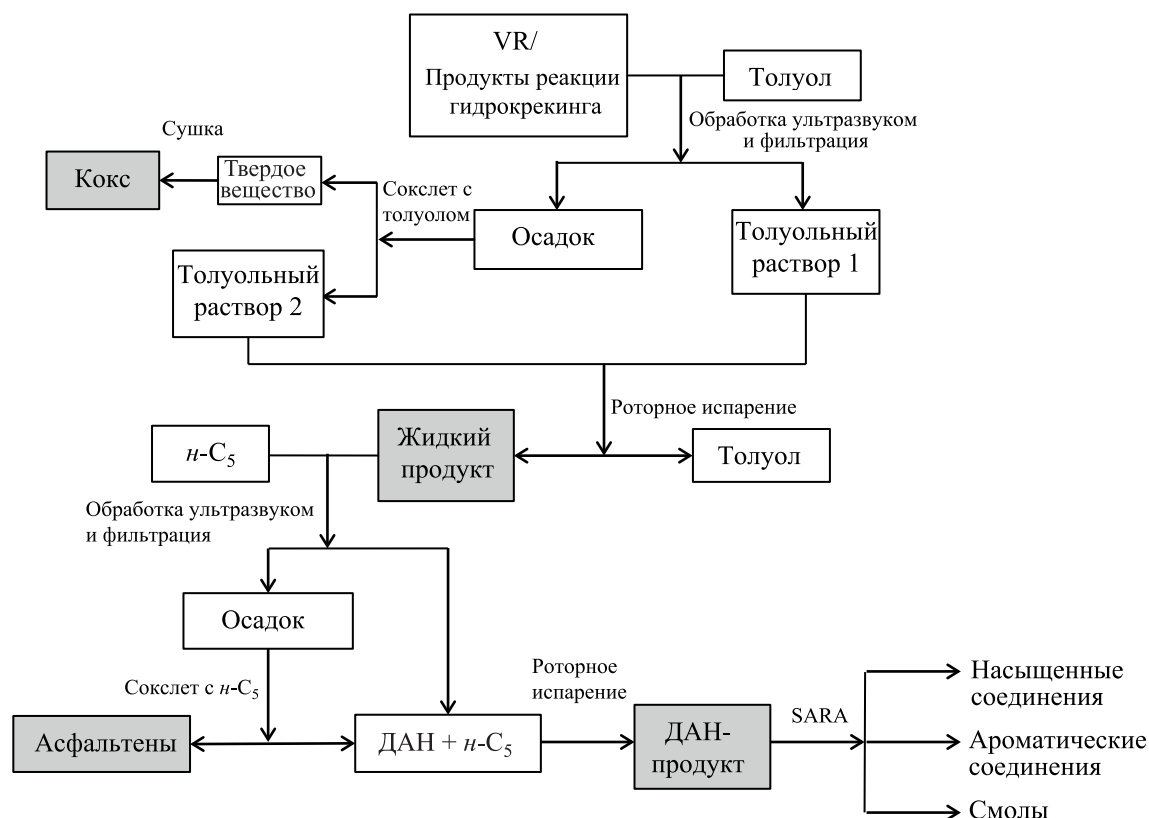 VR/
Продукты реакции
гидрокрекинга
Толуол
Обработка ультразвуком
и фильтрация
Сушка
Кокс
Твердое
вещество
Сокслет с
толуолом
Осадок
Толуольный
раствор 1
Толуольный
раствор 2
Роторное испарение
н-C5
Жидкий
продукт
Толуол
Обработка ультразвуком
и фильтрация
Осадок
Сокслет с н-C5
Роторное
испарение
Асфальтены
ДАН + н-C5
ДАН-
продукт
SARA
Насыщенные
соединения
Ароматические
соединения
Смолы